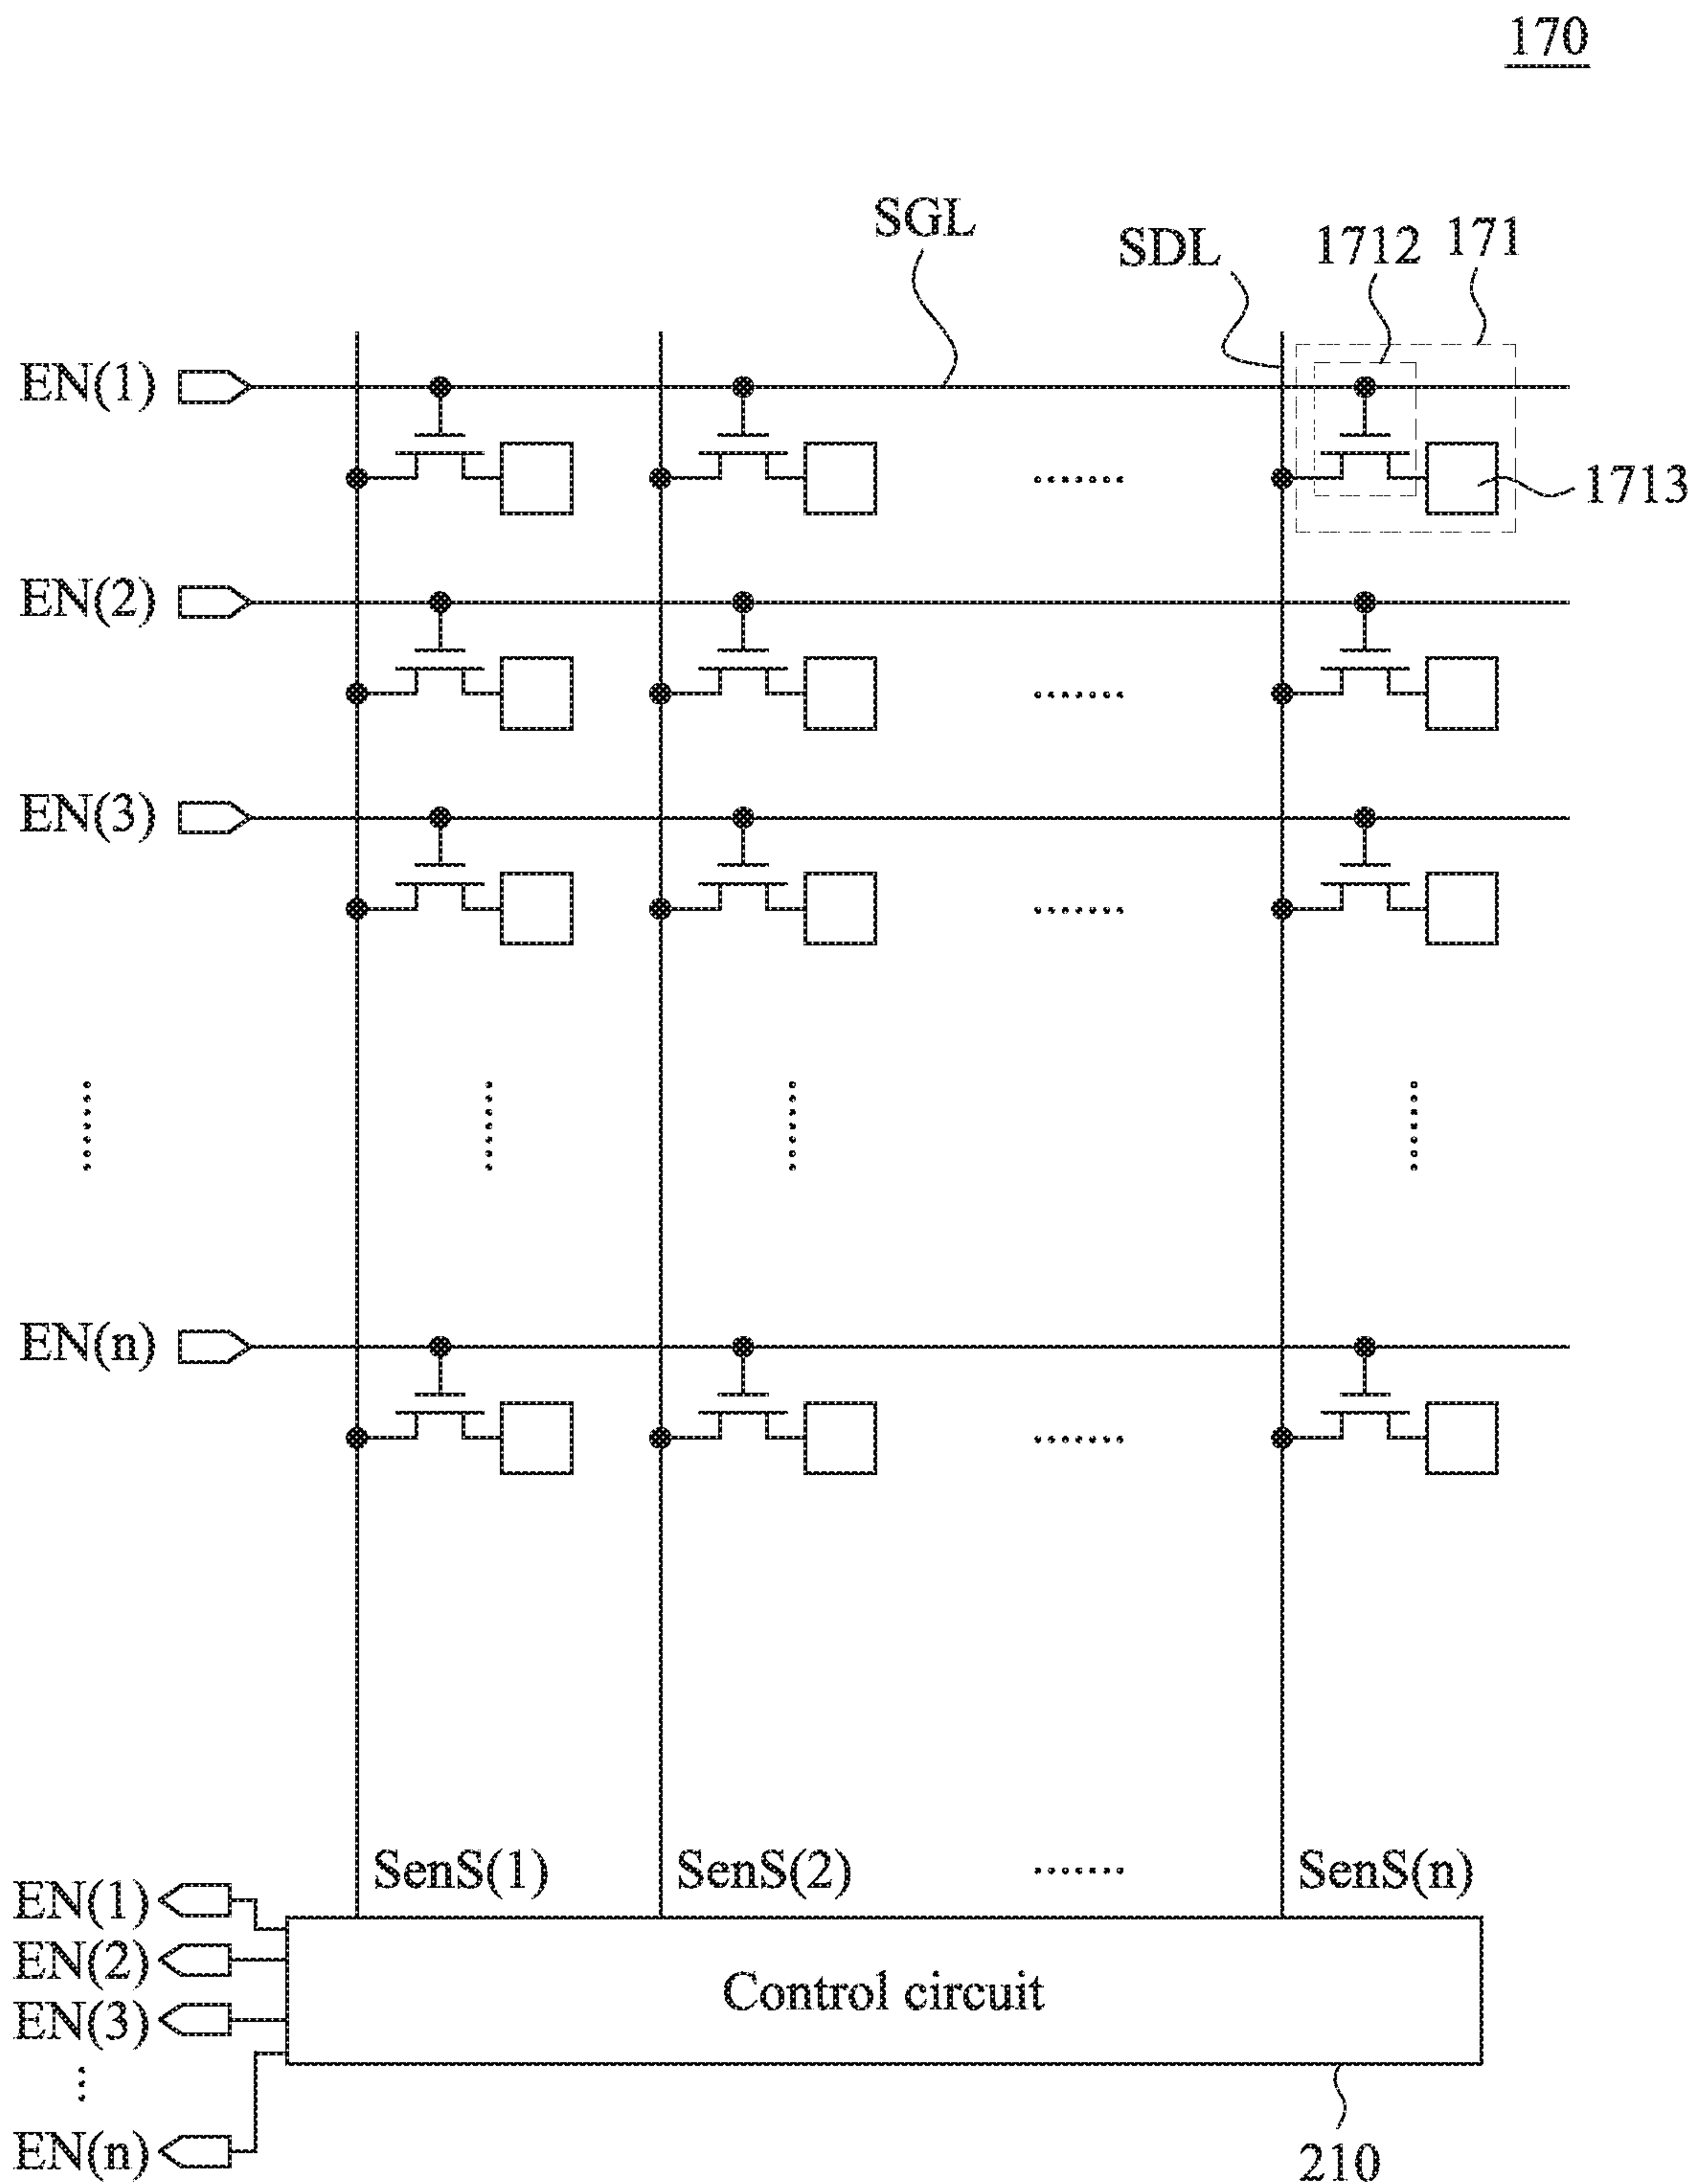 170
SGL
SDL
1712
171
EN(1)
1713
EN(2)
EN(3)
EN(n)
SenS(1)
SenS(2)
SenS(n)
EN(1)
EN(2)
EN(3)
EN(n)
Control circuit
210